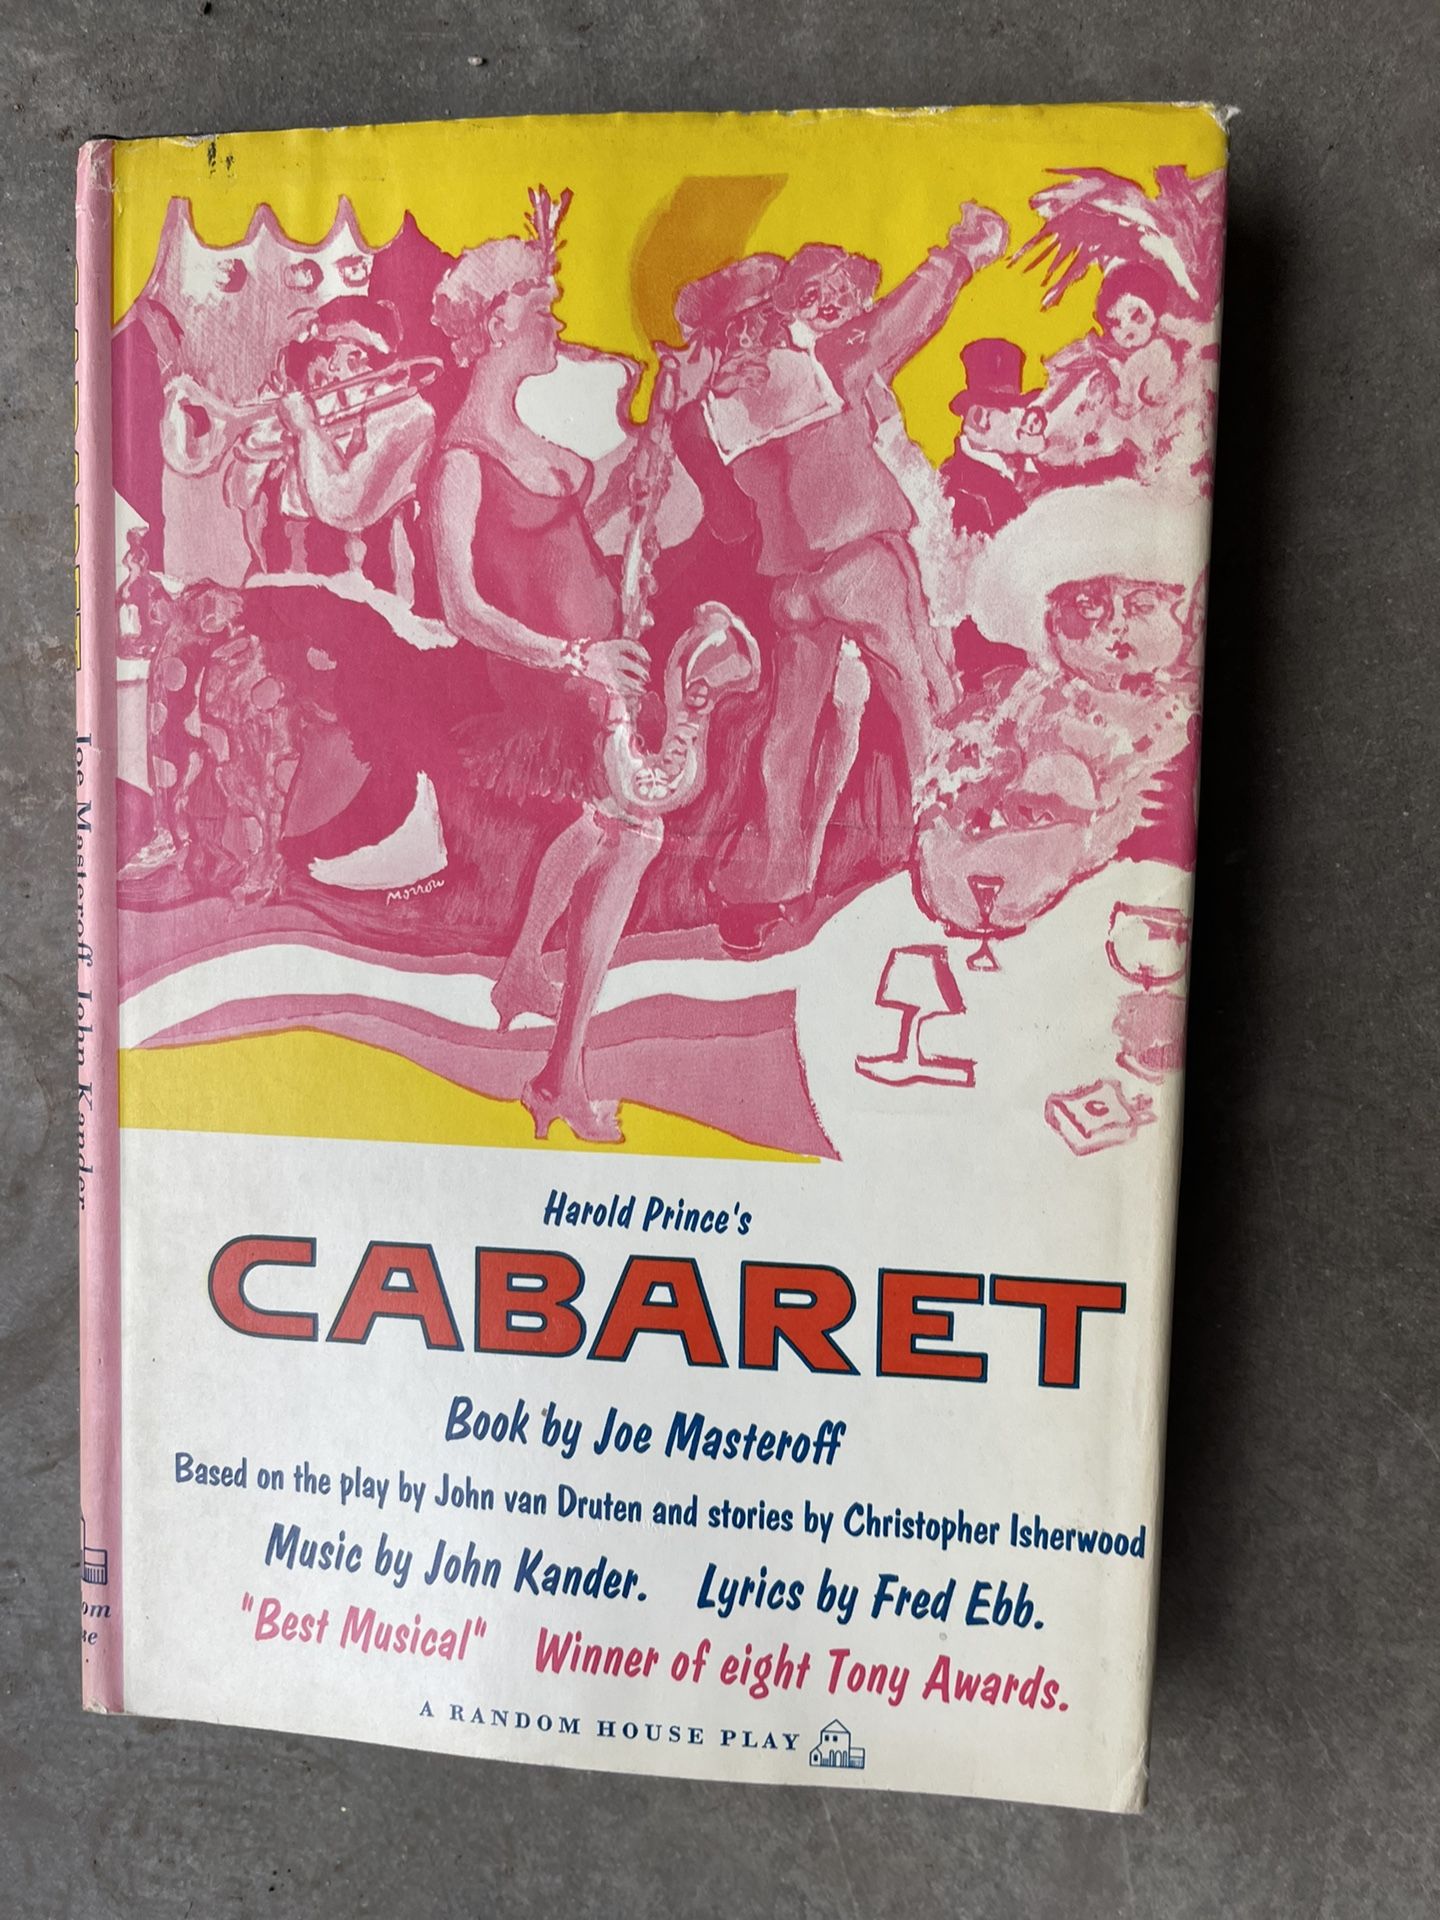 morrow
Harold Prince's
CABARET
Book by Joe Masteroff
Based on the play by John van Druten and stories by Christopher Isherwood
Music by John Kander. Lyrics by Fred Ebb.
"Best Musical" Winner of eight Tony Awards.
A RANDOM HOUSE PLAY
Joe Masteroff John Kander